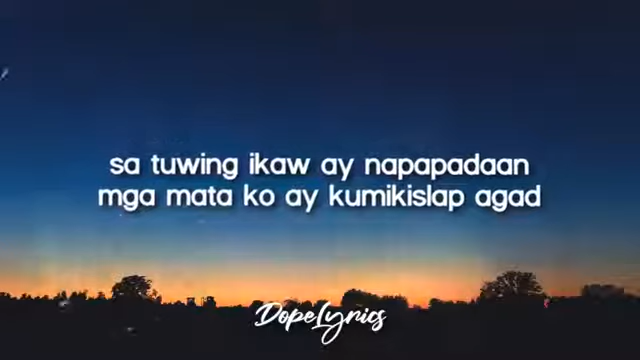 sa tuwing ikaw ay napapadaan
mga mata ko ay kumikislap agad
DopeLyrics